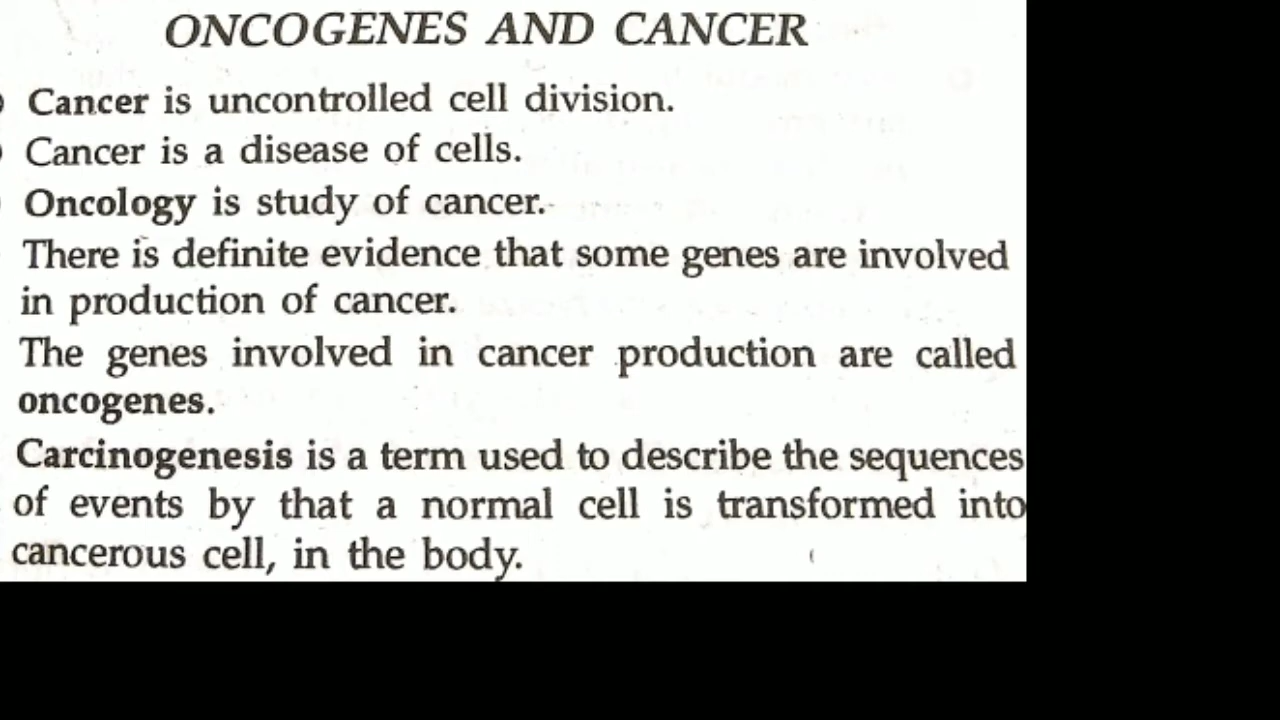 ONCOGENES AND CANCER
Cancer is uncontrolled cell division.
Cancer is a disease of cells.
Oncology is study of cancer.
There is definite evidence that some genes are involved
in production of cancer.
The genes involved in cancer production are called
oncogenes.
Carcinogenesis is a term used to describe the sequences
of events by that a normal cell is transformed into
cancerous cell, in the body.